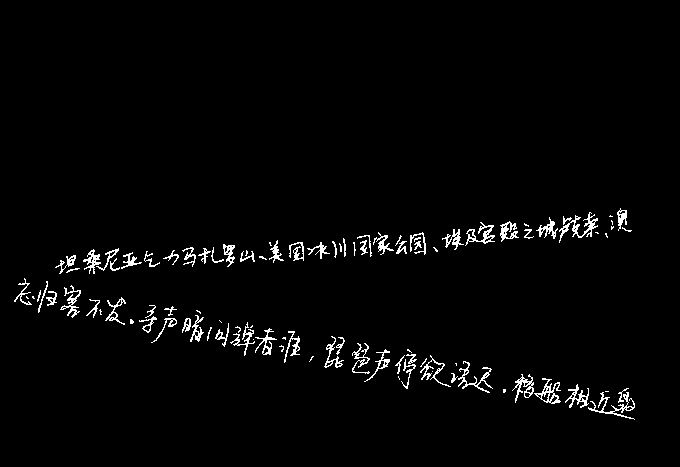 坦桑尼亚乞力马扎罗山、美国冰川国家公园、埃及宫殿之城卢克索、澳
忘归客不发。寻声暗问弹者谁，琵琶声停欲语迟。移船相近邀